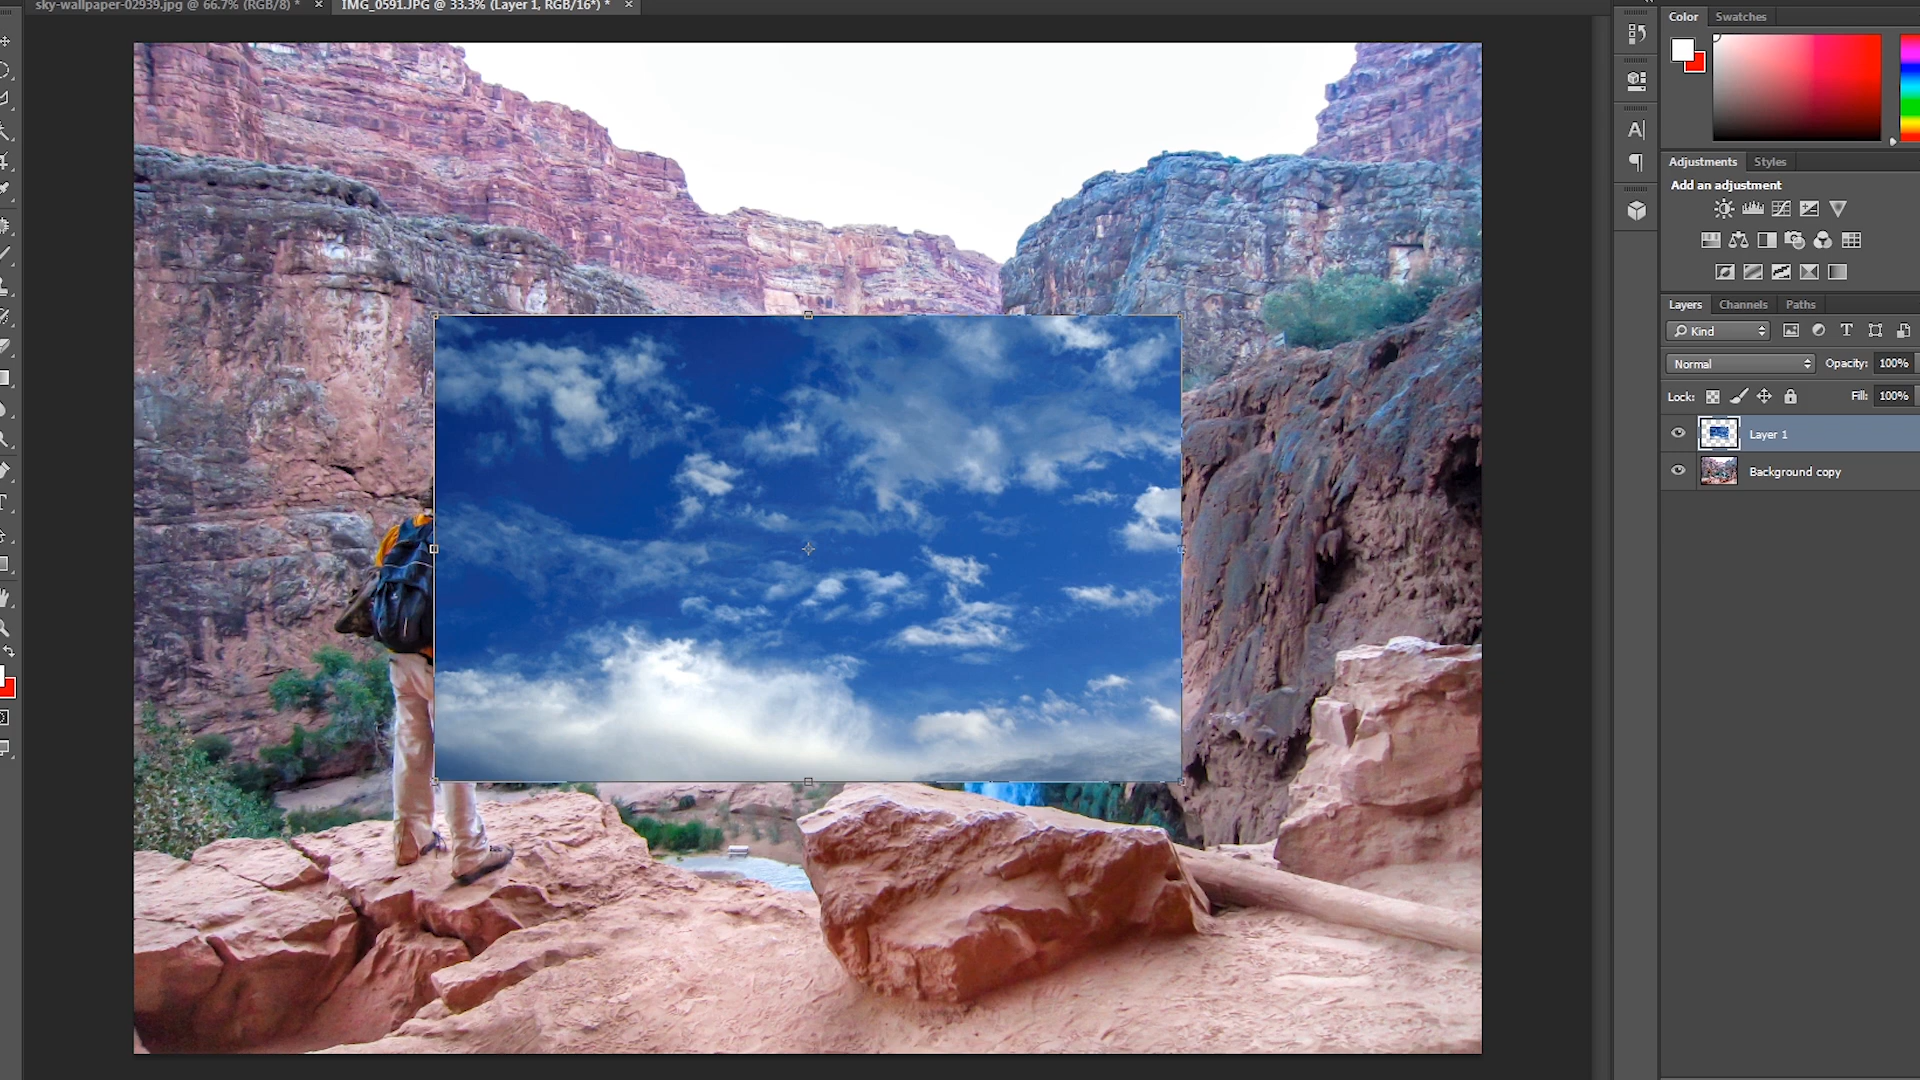 sky-wallpaper-02939.jpg @ 66.7% (RGB/8) * ×
IMG_0591.JPG @ 33.3% (Layer 1, RGB/16*) * ×
Color
Swatches
Adjustments
Styles
Add an adjustment
Layers
Channels
Paths
Kind
Normal
Opacity: 100%
Lock:
Fill: 100%
Layer 1
Background copy